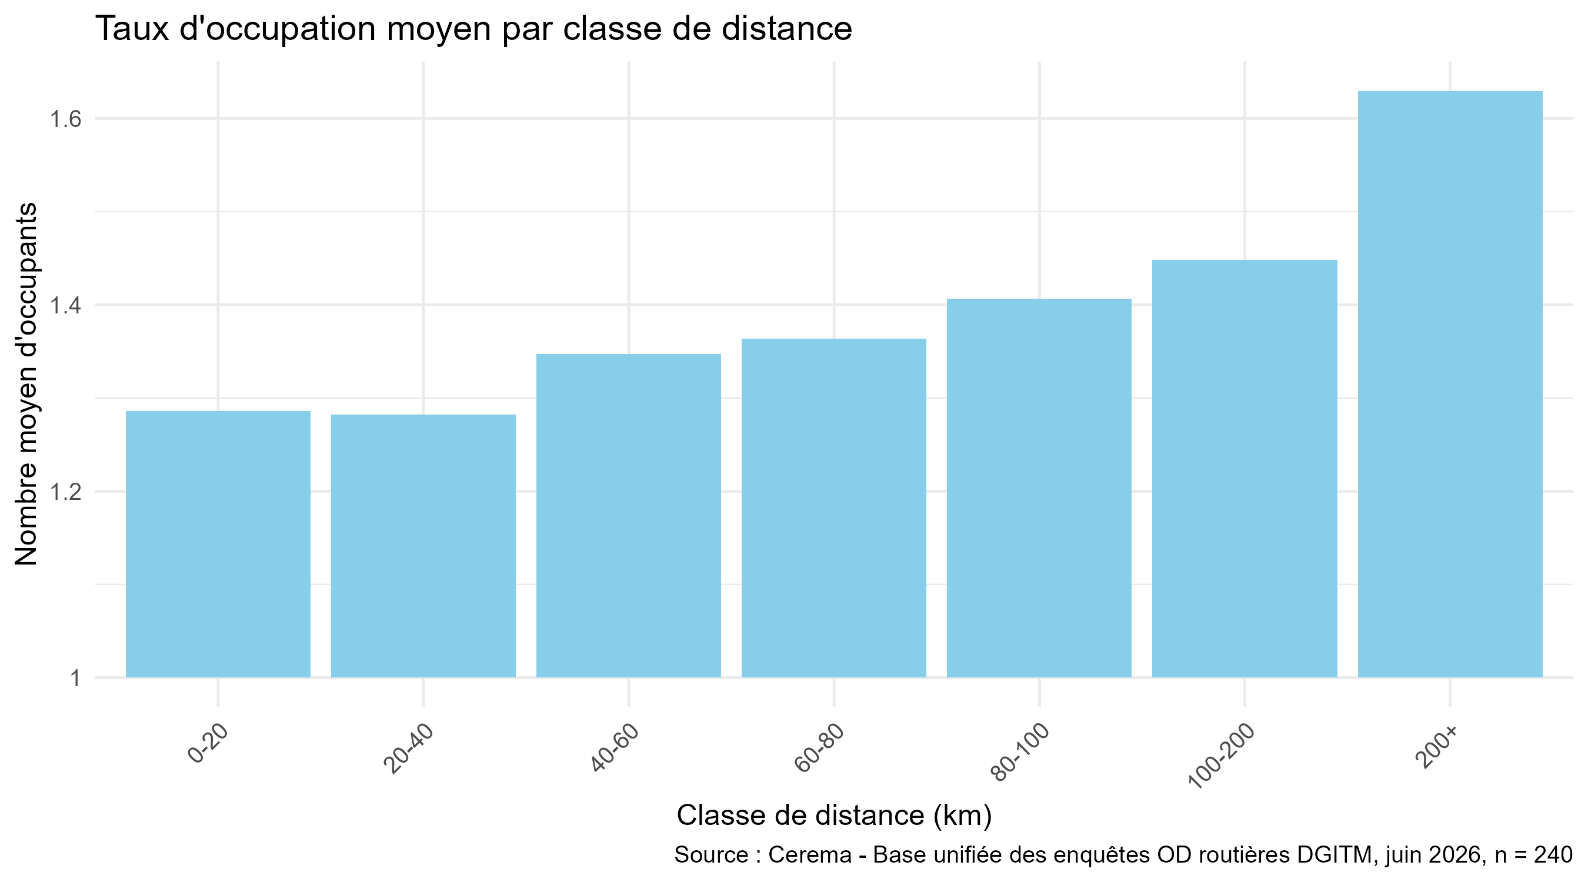 Taux d'occupation moyen par classe de distance
Nombre moyen d'occupants
1.6
1.4
1.2
1
0-20
20-40
40-60
60-80
80-100
100-200
200+
Classe de distance (km)
Source : Cerema - Base unifiée des enquêtes OD routières DGITM, juin 2026, n = 240